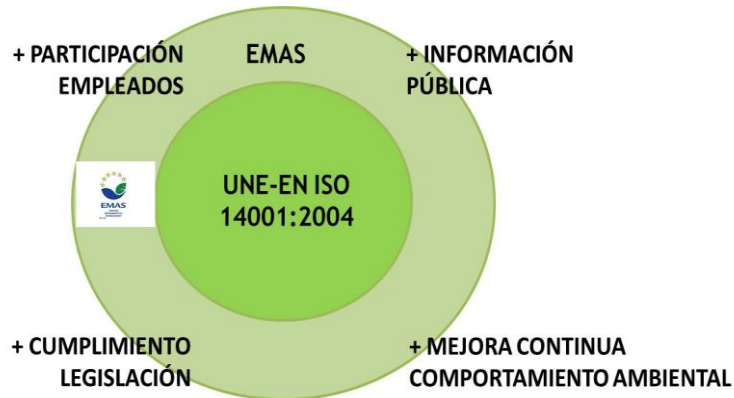 + PARTICIPACIÓN
EMPLEADOS
EMAS
+ INFORMACIÓN
PÚBLICA
EMAS
UNE-EN ISO
14001:2004
+ CUMPLIMIENTO
LEGISLACIÓN
+ MEJORA CONTINUA
COMPORTAMIENTO AMBIENTAL